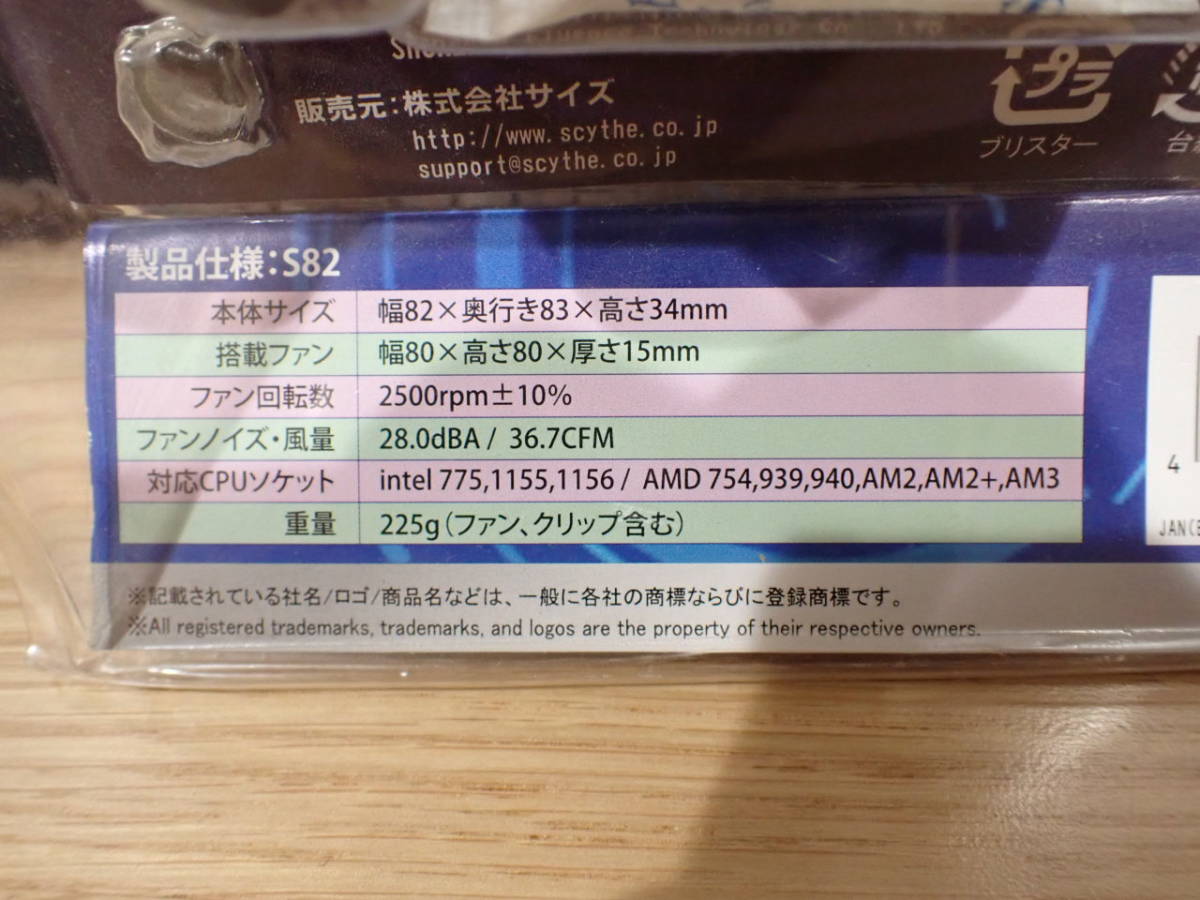 販売元：株式会社サイズ
http://www.scythe.co.jp
support@scythe.co.jp
プラ
ブリスター
台
製品仕様：S82
本体サイズ 幅82×奥行き83×高さ34mm
搭載ファン 幅80×高さ80×厚さ15mm
ファン回転数 2500rpm±10%
ファンノイズ・風量 28.0dBA / 36.7CFM
対応CPUソケット intel 775,1155,1156 / AMD 754,939,940,AM2,AM2+,AM3
重量 225g（ファン、クリップ含む）
4
JAN
※記載されている社名/ロゴ/商品名などは、一般に各社の商標ならびに登録商標です。
※All registered trademarks, trademarks, and logos are the property of their respective owners.